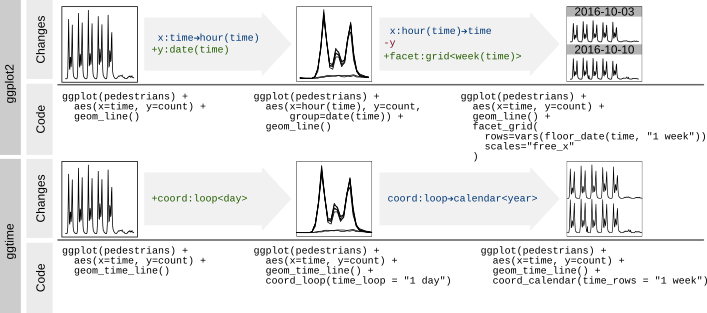 ggplot2
Changes
x:time→hour(time)
+y:date(time)
x:hour(time)→time
-y
+facet:grid<week(time)>
2016-10-03
2016-10-10
Code
ggplot(pedestrians) +
aes(x=time, y=count) +
geom_line()
ggplot(pedestrians) +
aes(x=hour(time), y=count,
group=date(time)) +
geom_line()
ggplot(pedestrians) +
aes(x=time, y=count) +
geom_line() +
facet_grid(
rows=vars(floor_date(time, "1 week"))
scales="free_x"
)
ggtime
Changes
+coord:loop<day>
coord:loop→calendar<year>
Code
ggplot(pedestrians) +
aes(x=time, y=count) +
geom_time_line()
ggplot(pedestrians) +
aes(x=time, y=count) +
geom_time_line() +
coord_loop(time_loop = "1 day")
ggplot(pedestrians) +
aes(x=time, y=count) +
geom_time_line() +
coord_calendar(time_rows = "1 week")